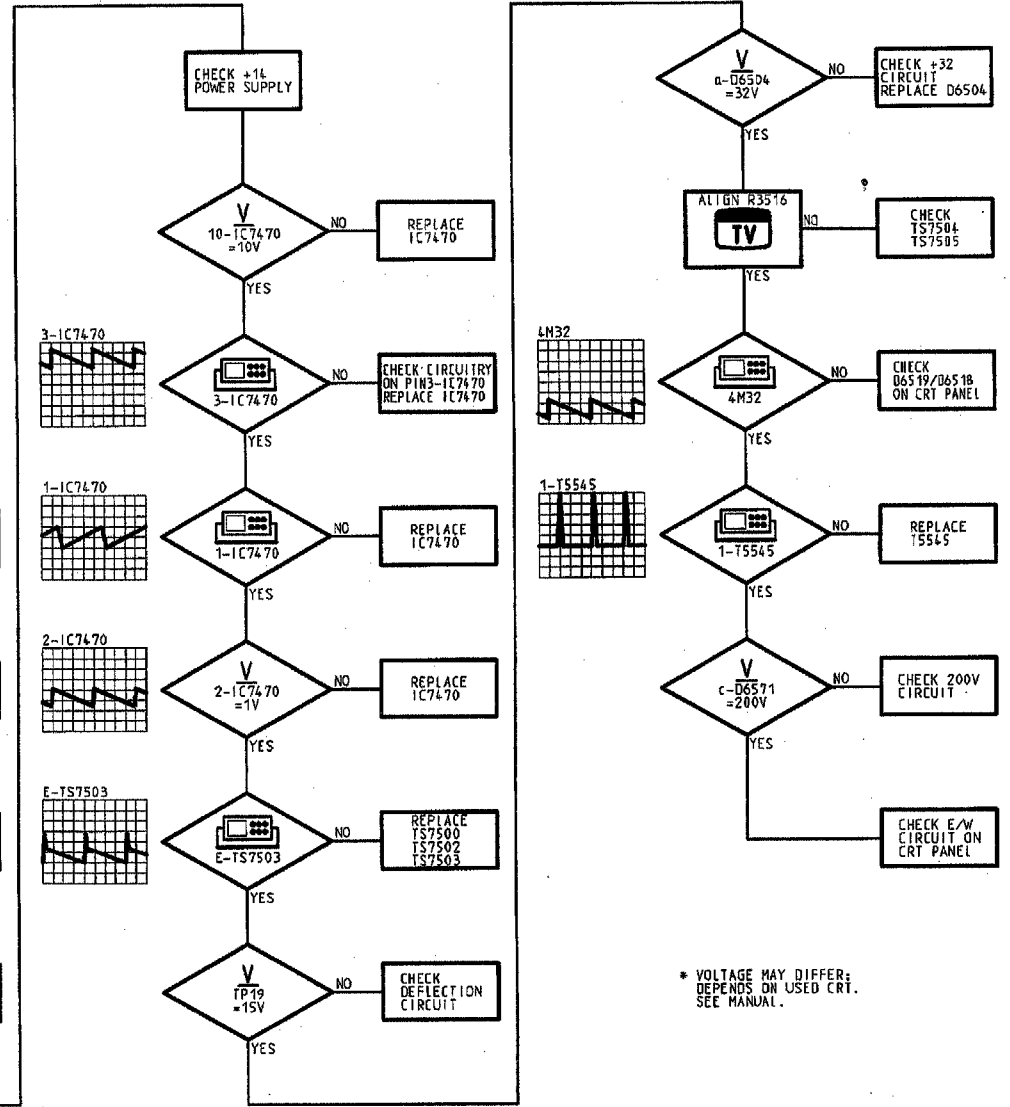 CHECK +14
POWER SUPPLY
V
10-IC7470
=10V
NO
REPLACE
IC7470
YES
3-IC7470
3-IC7470
NO
CHECK CIRCUITRY
ON PIN3-IC7470
REPLACE IC7470
YES
1-IC7470
1-IC7470
NO
REPLACE
IC7470
YES
2-IC7470
V
2-IC7470
=1V
NO
REPLACE
IC7470
YES
E-TS7503
E-TS7503
NO
REPLACE
TS7500
TS7502
TS7503
YES
V
TP19
=15V
NO
CHECK
DEFLECTION
CIRCUIT
YES
V
a-D6504
=32V
NO
CHECK +32
CIRCUIT
REPLACE D6504
YES
ALIGN R3516
TV
NO
CHECK
TS7504
TS7505
YES
4M32
4M32
NO
CHECK
D6519/D6518
ON CRT PANEL
YES
1-T5545
1-T5545
NO
REPLACE
T5545
YES
V
c-D6571
=200V
NO
CHECK 200V
CIRCUIT
YES
CHECK E/W
CIRCUIT ON
CRT PANEL
* VOLTAGE MAY DIFFER;
DEPENDS ON USED CRT.
SEE MANUAL.